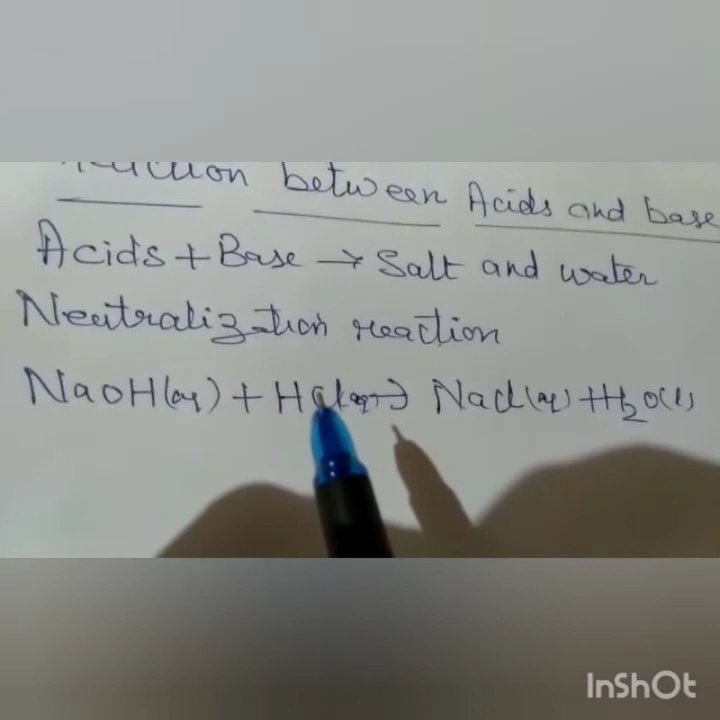 Reaction between Acids and base
Acids + Base → Salt and water
Neutralization reaction
NaOH(aq) + HCl(aq) → NaCl(aq) + H₂O(l)
InShOt